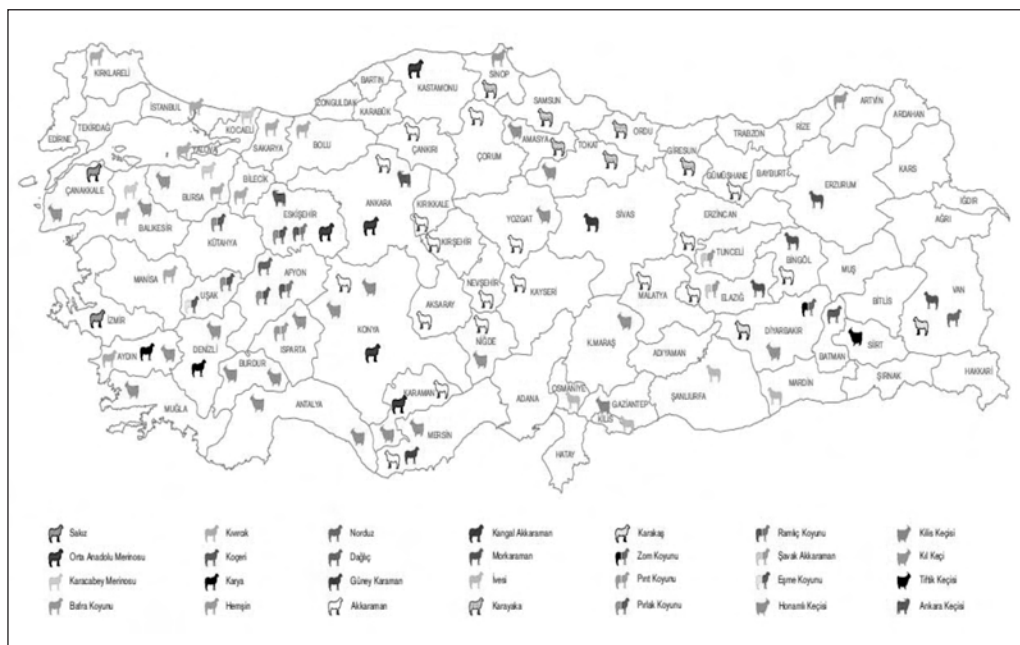 KIRKLARELİ
EDİRNE
TEKİRDAĞ
İSTANBUL
KOCAELİ
YALOVA
SAKARYA
BOLU
ZONGULDAK
BARTIN
KARABÜK
KASTAMONU
SİNOP
SAMSUN
ORDU
GİRESUN
TRABZON
RİZE
ARTVİN
ARDAHAN
ÇANAKKALE
BALIKESİR
BURSA
BİLECİK
ESKİŞEHİR
KÜTAHYA
ANKARA
ÇANKIRI
KIRIKKALE
ÇORUM
AMASYA
TOKAT
YOZGAT
SİVAS
GÜMÜŞHANE
BAYBURT
ERZİNCAN
ERZURUM
KARS
IĞDIR
AĞRI
MANİSA
İZMİR
UŞAK
AFYON
KIRŞEHİR
NEVŞEHİR
KAYSERİ
AKSARAY
KONYA
NİĞDE
MALATYA
ELAZIĞ
TUNCELİ
BİNGÖL
MUŞ
BİTLİS
VAN
AYDIN
DENİZLİ
BURDUR
ISPARTA
MUĞLA
ANTALYA
KARAMAN
MERSİN
ADANA
K.MARAŞ
OSMANİYE
HATAY
KİLİS
GAZİANTEP
ADIYAMAN
ŞANLIURFA
DİYARBAKIR
BATMAN
SİİRT
MARDİN
ŞIRNAK
HAKKARİ
Sakız
Orta Anadolu Merinosu
Karacabey Merinosu
Bafra Koyunu
Kıvırcık
Koçeri
Karya
Hemşin
Norduz
Dağlıç
Güney Karaman
Akkaraman
Kangal Akkaraman
Morkaraman
İvesi
Karayaka
Karakaş
Zom Koyunu
Pırıt Koyunu
Pırlak Koyunu
Ramlıç Koyunu
Şavak Akkaraman
Eşme Koyunu
Honamlı Keçisi
Kilis Keçisi
Kıl Keçi
Tiftik Keçisi
Ankara Keçisi